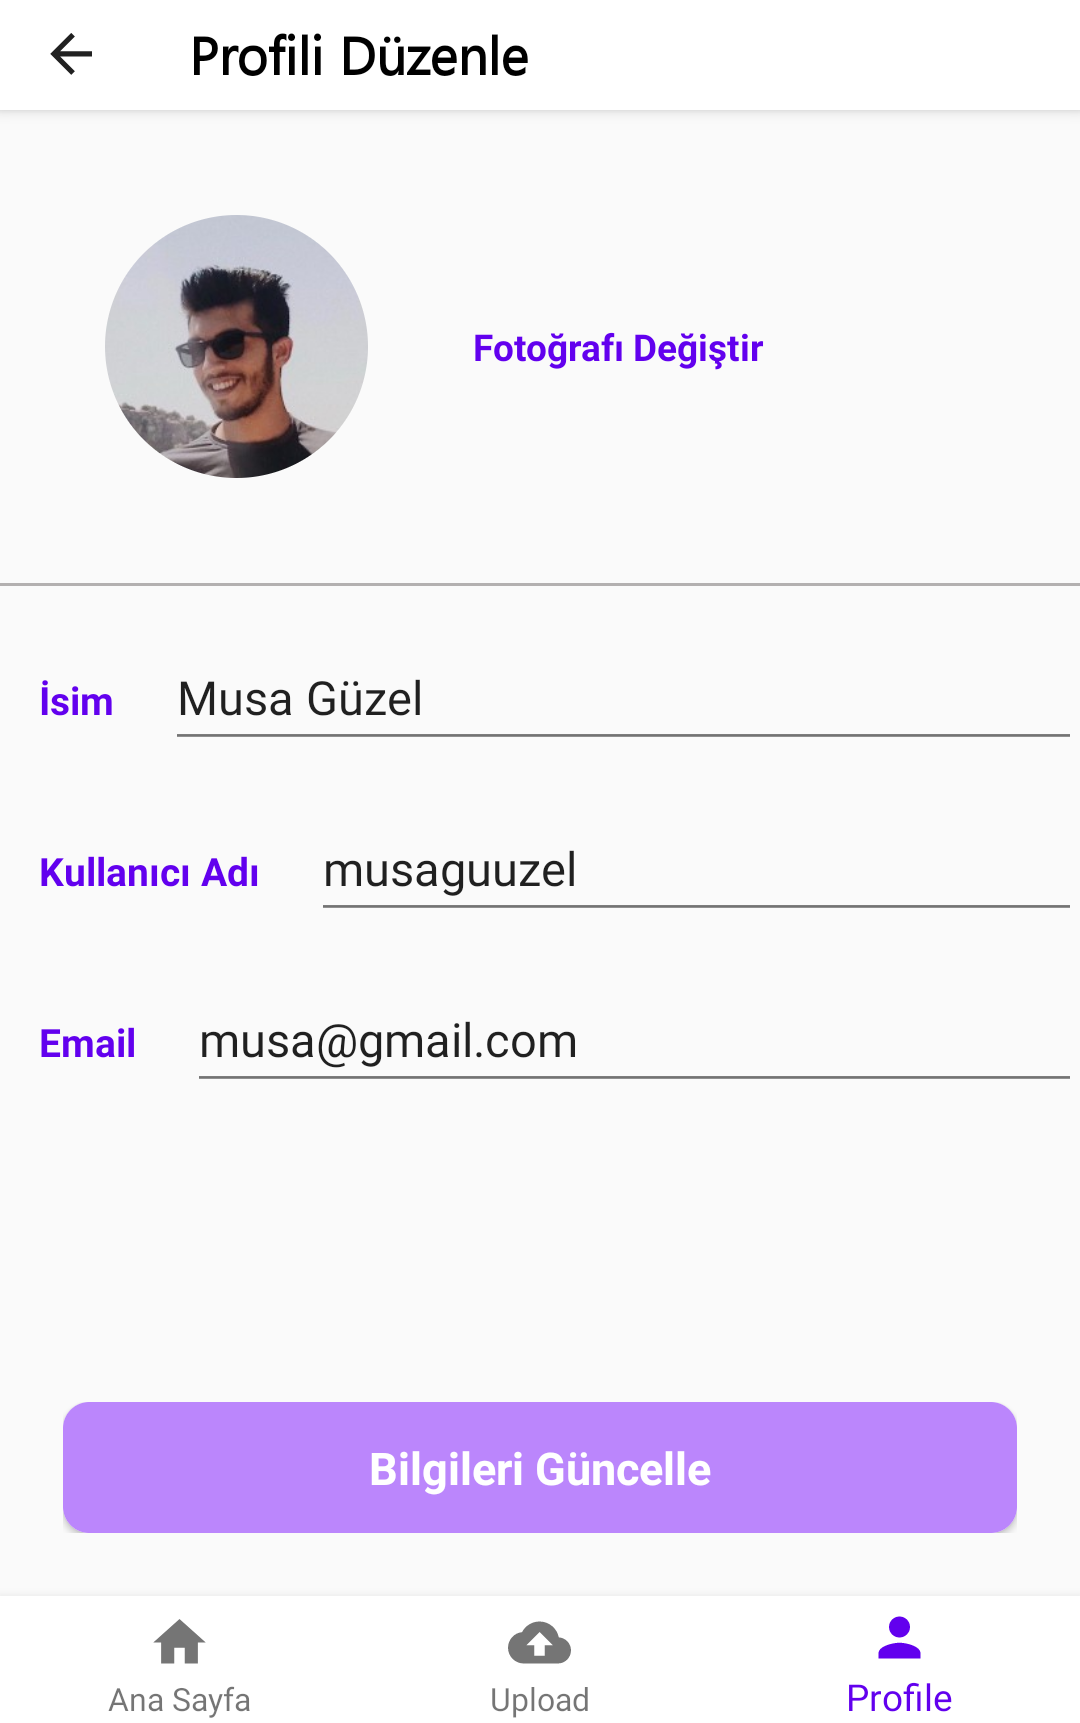 Profili Düzenle
Fotoğrafı Değiştir
İsim Musa Güzel
Kullanıcı Adı musaguuzel
Email musa@gmail.com
Bilgileri Güncelle
Ana Sayfa Upload Profile